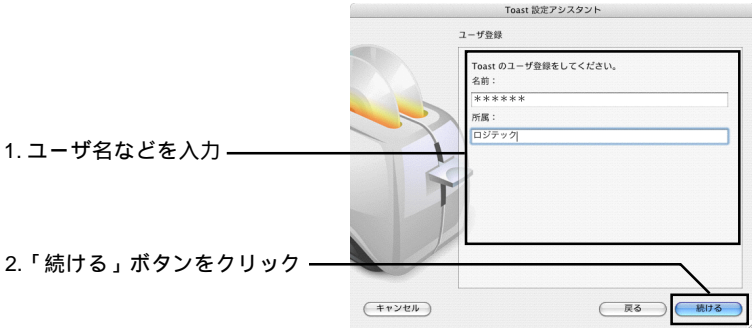 Toast 設定アシスタント
ユーザ登録
Toast のユーザ登録をしてください。
名前：
******
所属：
ロジテック
1. ユーザ名などを入力
2.「続ける」ボタンをクリック
キャンセル
戻る
続ける